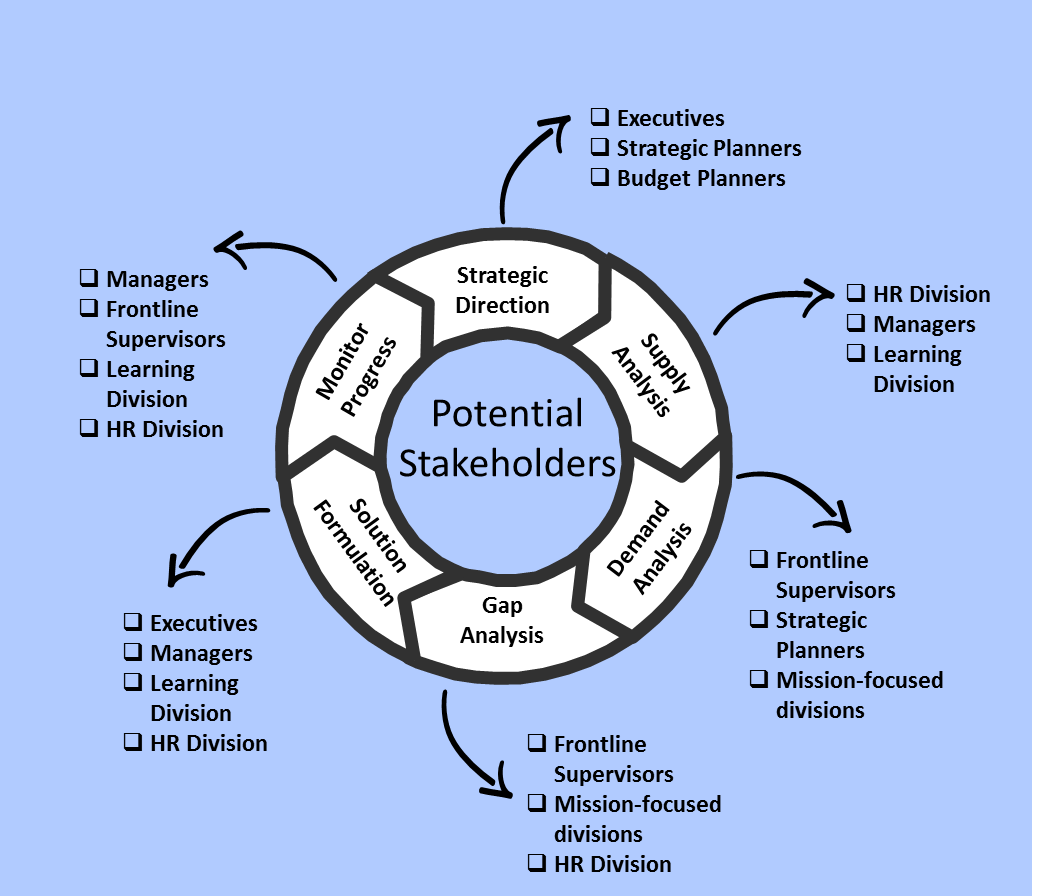 Executives
Strategic Planners
Budget Planners
HR Division
Managers
Learning
Division
Frontline
Supervisors
Strategic
Planners
Mission-focused
divisions
Frontline
Supervisors
Mission-focused
divisions
HR Division
Executives
Managers
Learning
Division
HR Division
Managers
Frontline
Supervisors
Learning
Division
HR Division
Strategic
Direction
Supply
Analysis
Demand
Analysis
Gap
Analysis
Solution
Formulation
Monitor
Progress
Potential
Stakeholders